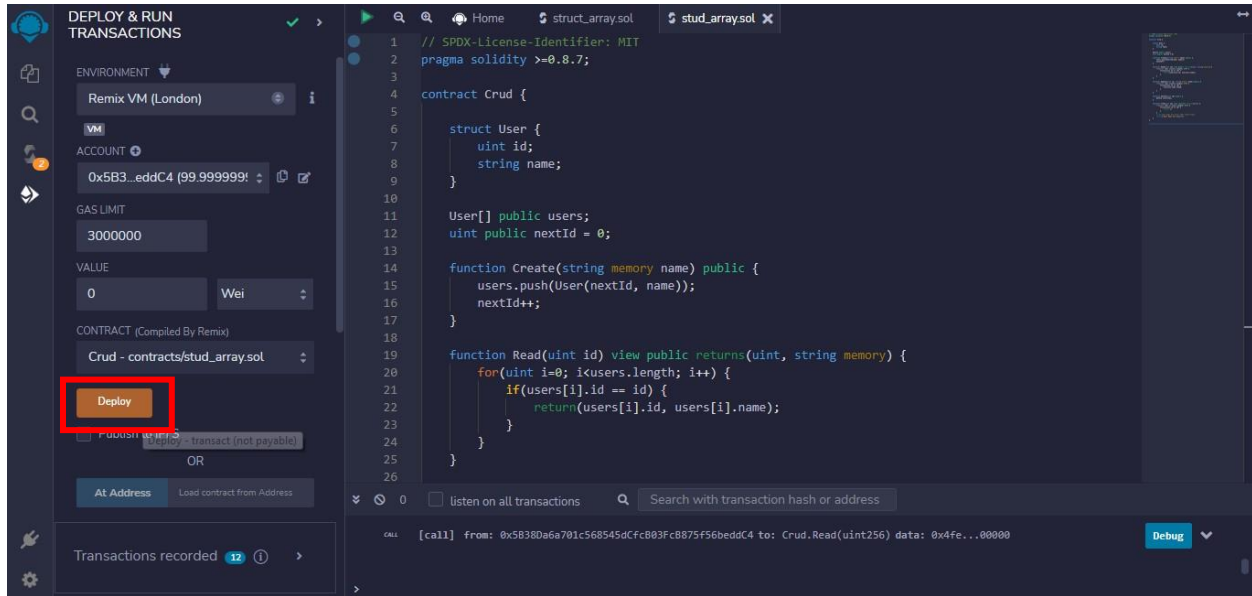 DEPLOY & RUN
TRANSACTIONS
ENVIRONMENT
Remix VM (London)
VM
ACCOUNT
0x5B3...eddC4 (99.9999999
GAS LIMIT
3000000
VALUE
0 Wei
CONTRACT (Compiled By Remix)
Crud - contracts/stud_array.sol
Deploy
Publish to IPFS
Deploy - transact (not payable)
OR
At Address Load contract from Address
Transactions recorded 12 i
2
Home struct_array.sol stud_array.sol
1 // SPDX-License-Identifier: MIT
2 pragma solidity >=0.8.7;
3
4 contract Crud {
5
6 struct User {
7 uint id;
8 string name;
9 }
10
11 User[] public users;
12 uint public nextId = 0;
13
14 function Create(string memory name) public {
15 users.push(User(nextId, name));
16 nextId++;
17 }
18
19 function Read(uint id) view public returns(uint, string memory) {
20 for(uint i=0; i<users.length; i++) {
21 if(users[i].id == id) {
22 return(users[i].id, users[i].name);
23 }
24 }
25 }
26
0 listen on all transactions Search with transaction hash or address
CALL [call] from: 0x5B38Da6a701c568545dCfcB03FcB875f56beddC4 to: Crud.Read(uint256) data: 0x4fe...00000 Debug
>